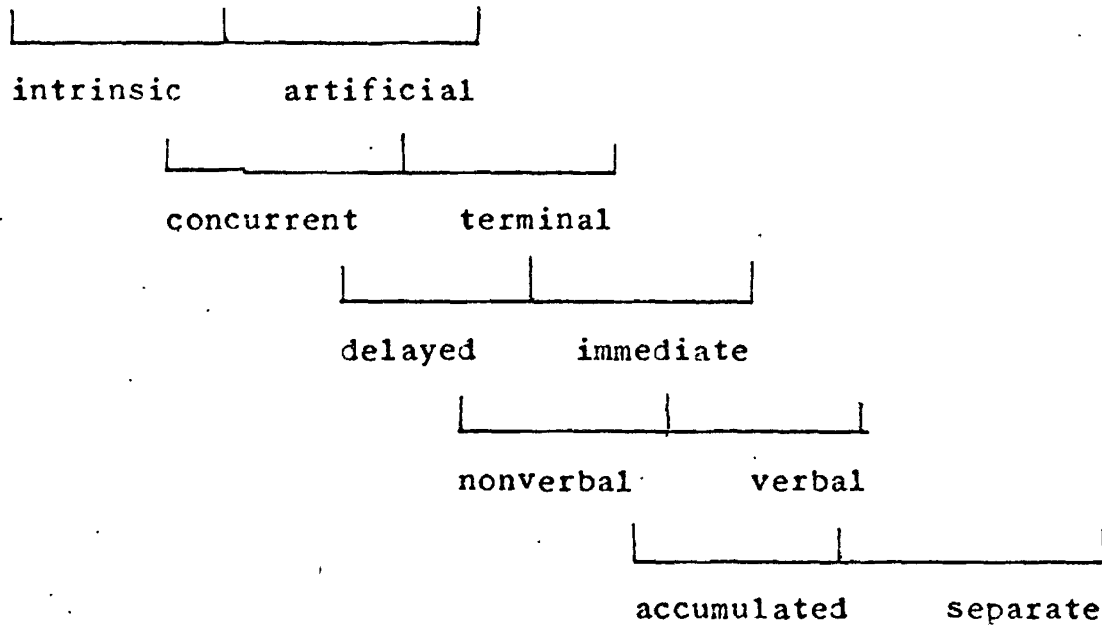 intrinsic artificial
concurrent terminal
delayed immediate
nonverbal verbal
accumulated separate